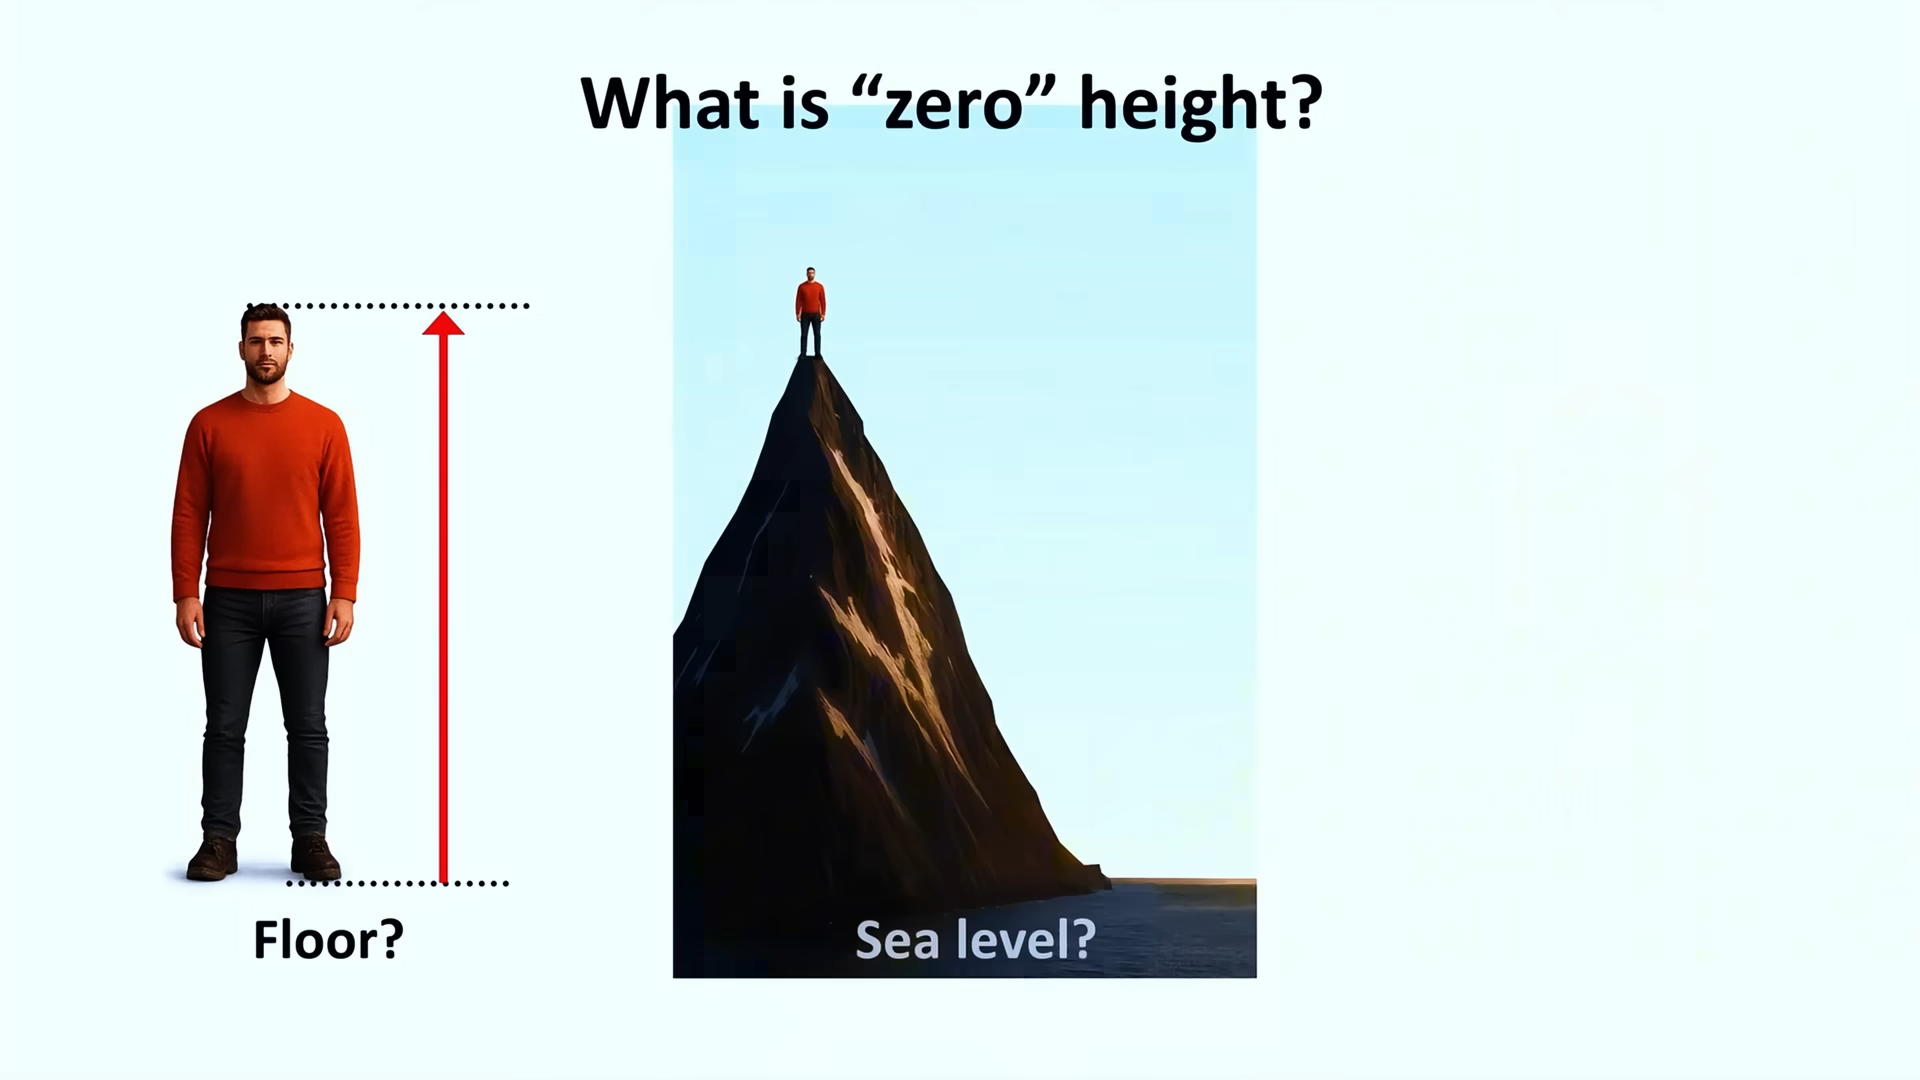 What is “zero” height?
Floor?
Sea level?